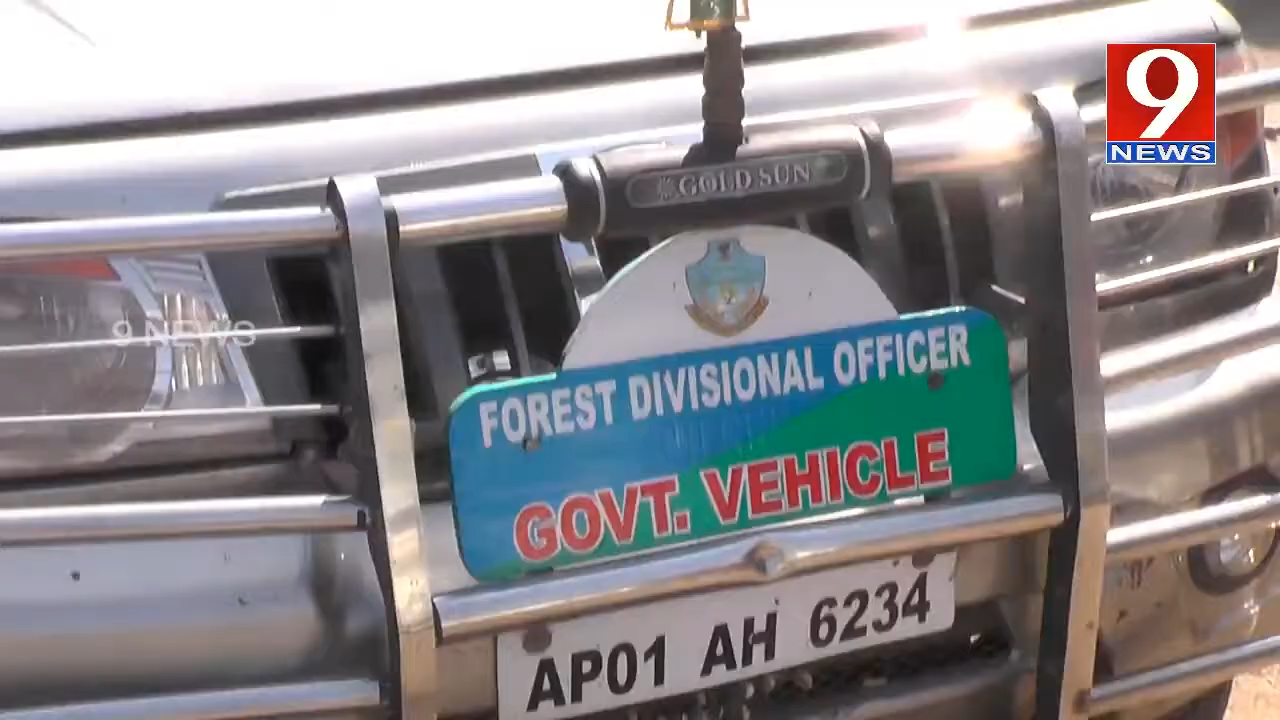 9
NEWS
GOLD SUN
9 NEWS
FOREST DIVISIONAL OFFICER
GOVT. VEHICLE
AP01 AH 6234